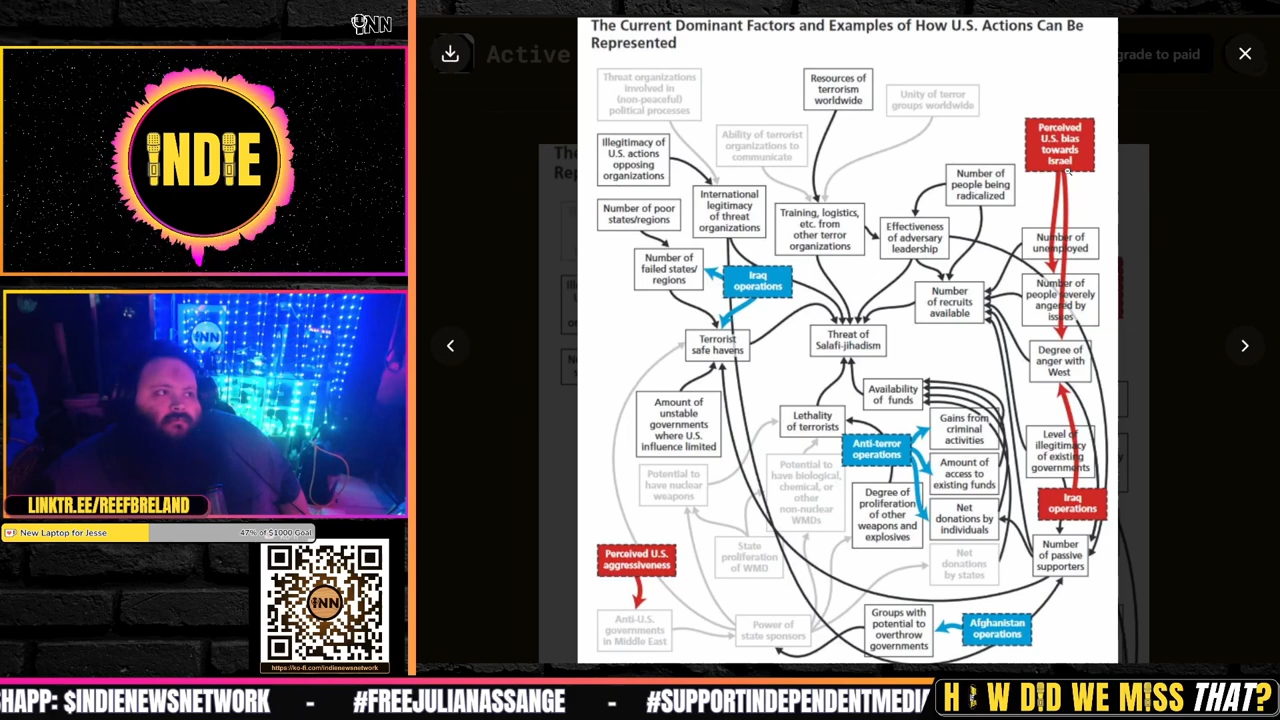 INN
INDIE
INN
LINKTR.EE/REEFBRELAND
New Laptop for Jesse
47% of $1000 Goal
INN
https://ko-fi.com/indienewsnetwork
Active
grade to paid
The Current Dominant Factors and Examples of How U.S. Actions Can Be
Represented
Threat organizations
involved in
(non-peaceful)
political processes
Resources of
terrorism
worldwide
Unity of terror
groups worldwide
Perceived
U.S. bias
towards
Israel
Illegitimacy of
U.S. actions
opposing
organizations
Ability of terrorist
organizations to
communicate
Number of
people being
radicalized
International
legitimacy
of threat
organizations
Number of poor
states/regions
Training, logistics,
etc. from
other terror
organizations
Effectiveness
of adversary
leadership
Number of
unemployed
Number of
failed states/
regions
Iraq
operations
Number
of recruits
available
Number of
people severely
angered by
issues
Terrorist
safe havens
Threat of
Salafi-jihadism
Degree of
anger with
West
Availability
of funds
Amount of
unstable
governments
where U.S.
influence limited
Lethality
of terrorists
Gains from
criminal
activities
Anti-terror
operations
Level of
illegitimacy
of existing
governments
Potential to
have nuclear
weapons
Potential to
have biological,
chemical, or
other
non-nuclear
WMDs
Amount of
access to
existing funds
Degree of
proliferation
of other
weapons and
explosives
Net
donations by
individuals
Iraq
operations
Perceived U.S.
aggressiveness
State
proliferation
of WMD
Net
donations
by states
Number
of passive
supporters
Anti-U.S.
governments
in Middle East
Power of
state sponsors
Groups with
potential to
overthrow
governments
Afghanistan
operations
SHAPP: $INDIENEWSNETWORK - #FREEJULIANASSANGE - #SUPPORTINDEPENDENTMEDIA
HOW DID WE MISS THAT?